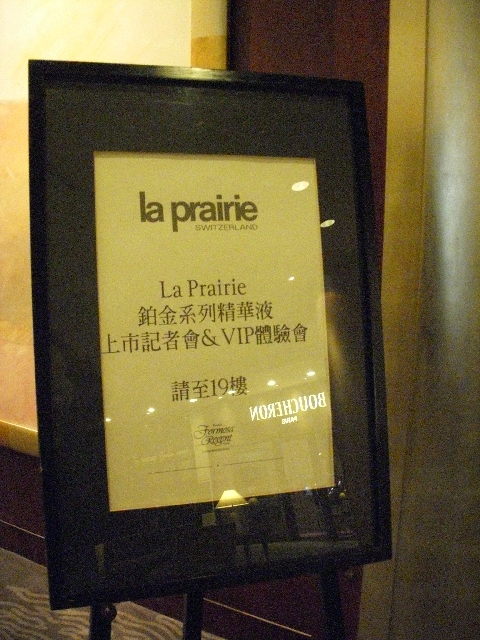 la prairie
SWITZERLAND
La Prairie
鉑金系列精華液
上市記者會&VIP體驗會
請至19樓
BOUCHERON
PARIS
Formosa
Regent